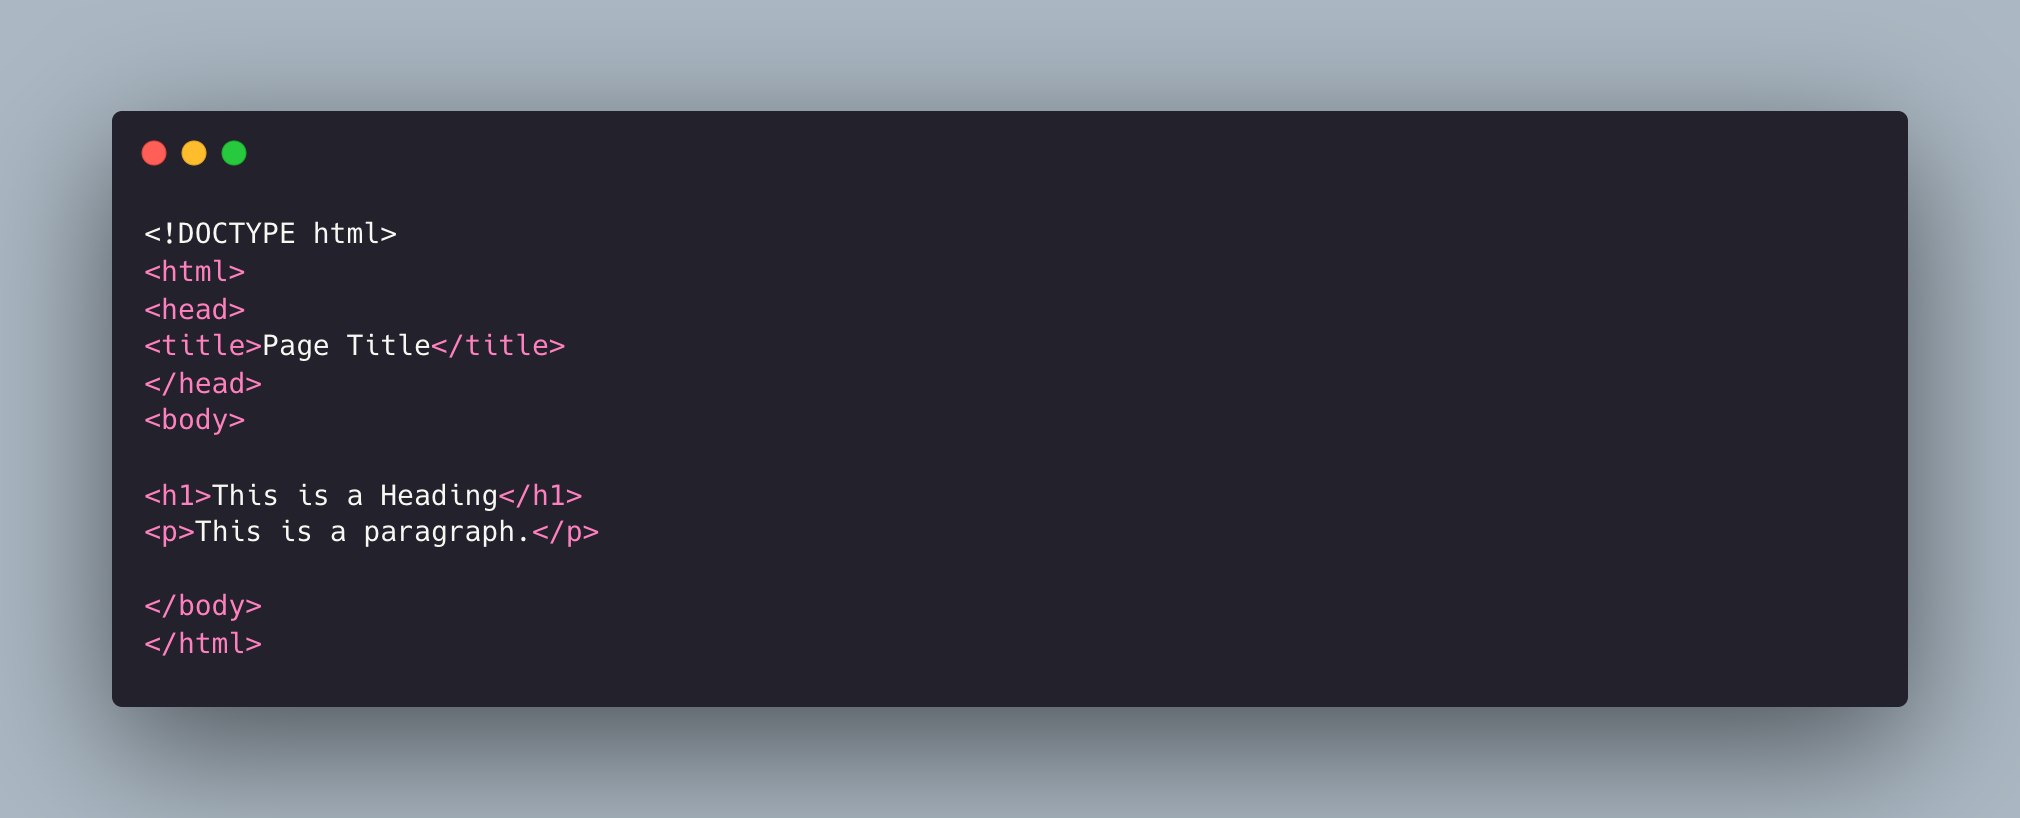 <!DOCTYPE html>
<html>
<head>
<title>Page Title</title>
</head>
<body>
<h1>This is a Heading</h1>
<p>This is a paragraph.</p>
</body>
</html>